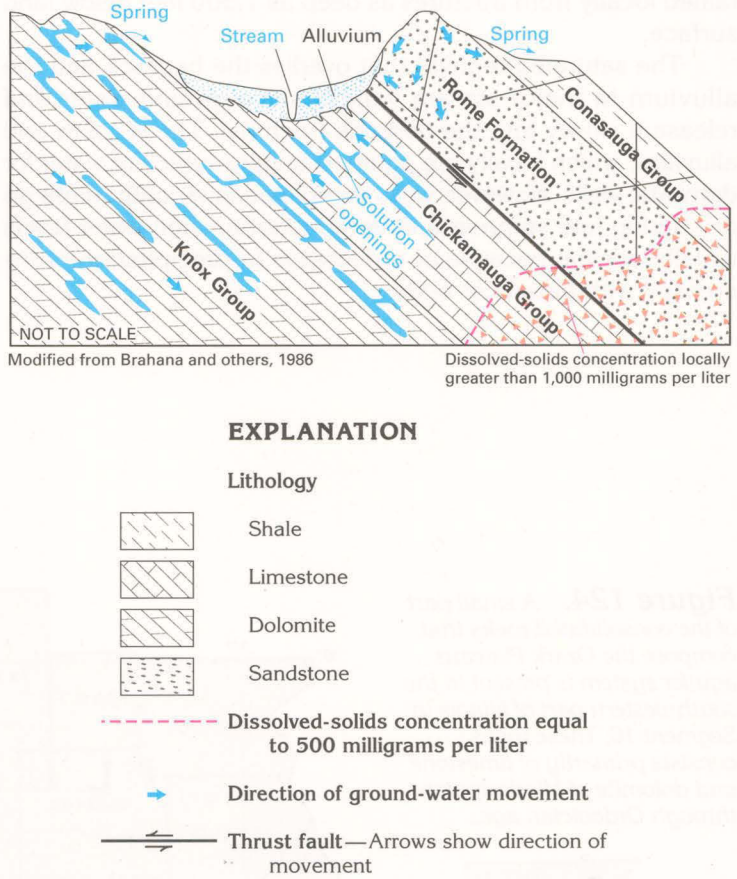 Spring
Stream
Alluvium
Spring
Rome Formation
Conasauga Group
Solution
openings
Chickamauga Group
Knox Group
NOT TO SCALE
Modified from Brahana and others, 1986
Dissolved-solids concentration locally
greater than 1,000 milligrams per liter
EXPLANATION
Lithology
Shale
Limestone
Dolomite
Sandstone
Dissolved-solids concentration equal
to 500 milligrams per liter
Direction of ground-water movement
Thrust fault—Arrows show direction of
movement